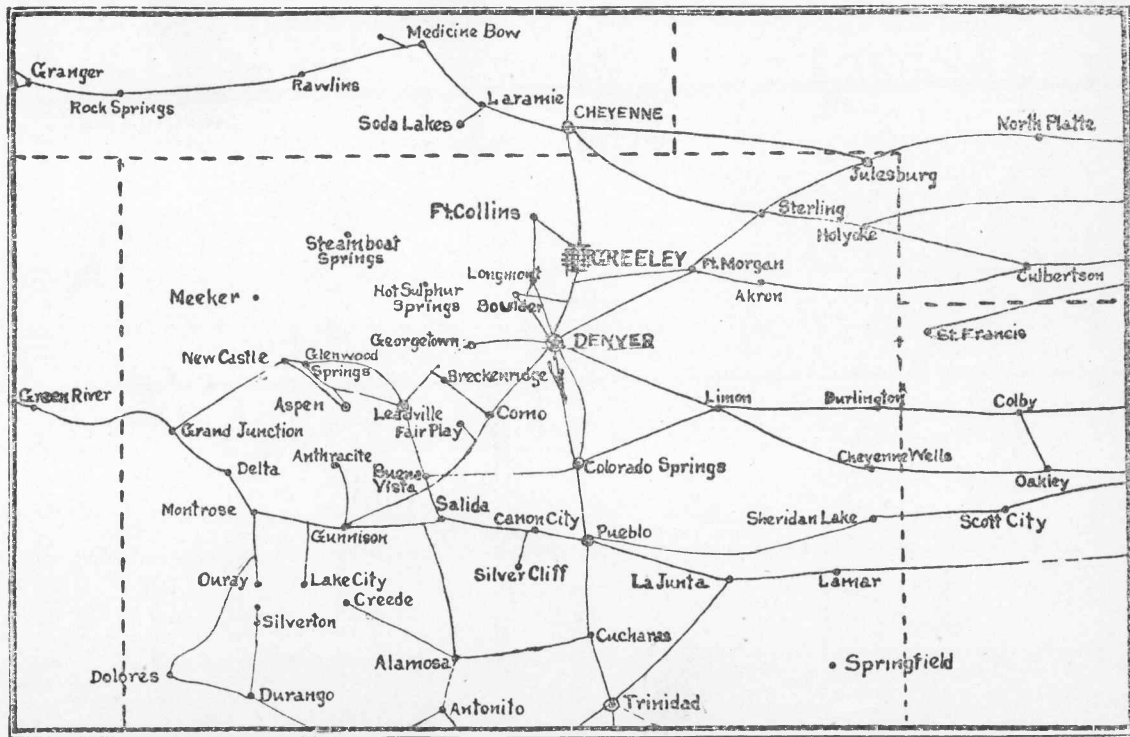 Medicine Bow
Granger
Rock Springs
Rawlins
Laramie
Soda Lakes
CHEYENNE
North Platte
Julesburg
Ft. Collins
Sterling
Holyoke
Steamboat
Springs
GREELEY
Longmont
Ft. Morgan
Culbertson
Meeker
Hot Sulphur
Springs
Boulder
Akron
St. Francis
Georgetown
DENVER
New Castle
Glenwood
Springs
Breckenridge
Green River
Aspen
Leadville
Fair Play
Como
Limon
Burlington
Colby
Grand Junction
Anthracite
Delta
Buena
Vista
Colorado Springs
Cheyenne Wells
Oakley
Montrose
Salida
Gunnison
Canon City
Pueblo
Sheridan Lake
Scott City
Ouray
Lake City
Silver Cliff
La Junta
Lamar
Creede
Silverton
Cucharas
Alamosa
Springfield
Dolores
Durango
Antonito
Trinidad